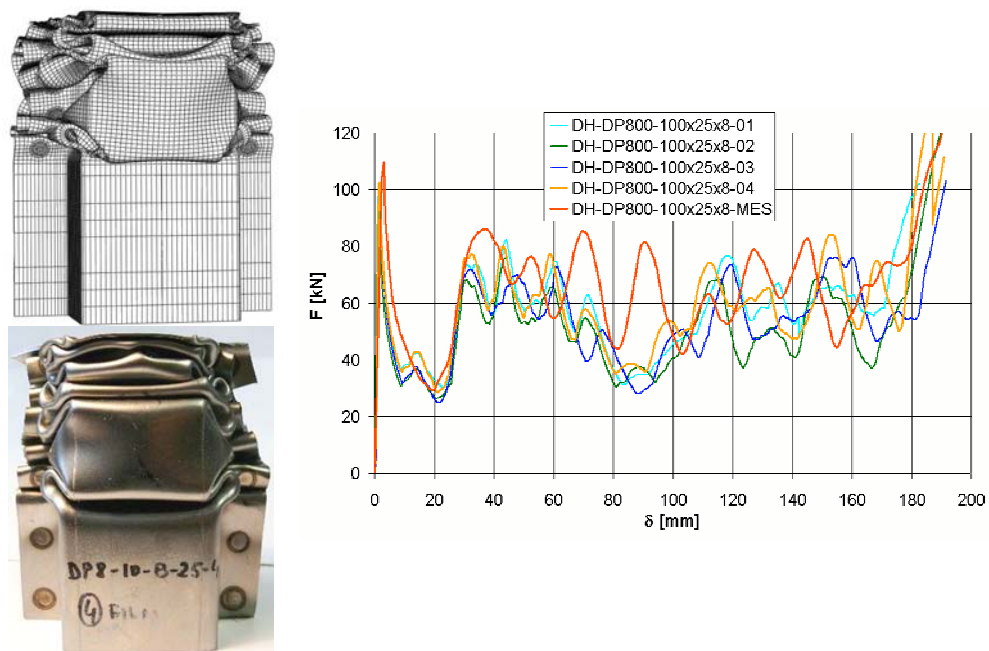 DH-DP800-100x25x8-01
DH-DP800-100x25x8-02
DH-DP800-100x25x8-03
DH-DP800-100x25x8-04
DH-DP800-100x25x8-MES
120
100
80
60
40
20
0
F [kN]
0 20 40 60 80 100 120 140 160 180 200
δ [mm]
DP8-10-8-25-4
4